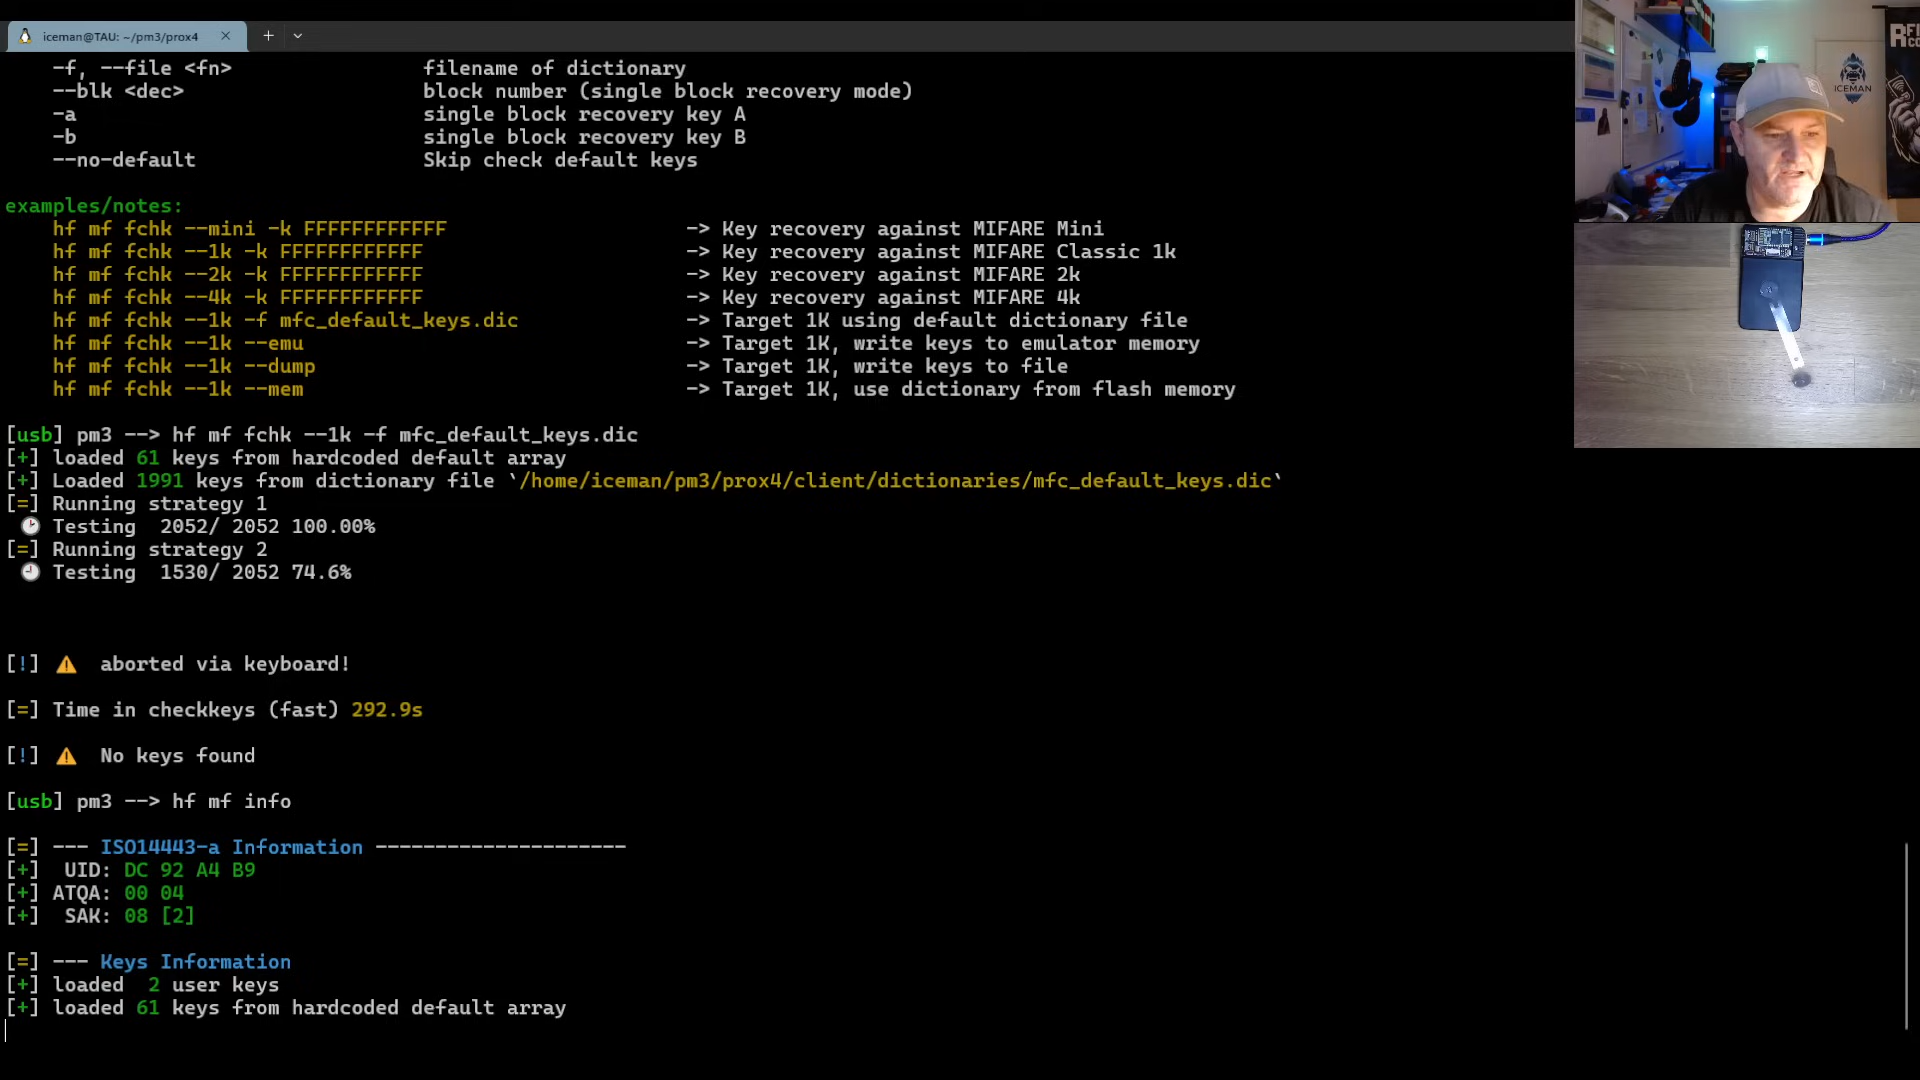 iceman@TAU: ~/pm3/prox4
-f, --file <fn> filename of dictionary
--blk <dec> block number (single block recovery mode)
-a single block recovery key A
-b single block recovery key B
--no-default Skip check default keys
examples/notes:
hf mf fchk --mini -k FFFFFFFFFFFF -> Key recovery against MIFARE Mini
hf mf fchk --1k -k FFFFFFFFFFFF -> Key recovery against MIFARE Classic 1k
hf mf fchk --2k -k FFFFFFFFFFFF -> Key recovery against MIFARE 2k
hf mf fchk --4k -k FFFFFFFFFFFF -> Key recovery against MIFARE 4k
hf mf fchk --1k -f mfc_default_keys.dic -> Target 1K using default dictionary file
hf mf fchk --1k --emu -> Target 1K, write keys to emulator memory
hf mf fchk --1k --dump -> Target 1K, write keys to file
hf mf fchk --1k --mem -> Target 1K, use dictionary from flash memory
[usb] pm3 --> hf mf fchk --1k -f mfc_default_keys.dic
[+] loaded 61 keys from hardcoded default array
[+] Loaded 1991 keys from dictionary file `/home/iceman/pm3/prox4/client/dictionaries/mfc_default_keys.dic`
[=] Running strategy 1
Testing 2052/ 2052 100.00%
[=] Running strategy 2
Testing 1530/ 2052 74.6%
[!] ⚠ aborted via keyboard!
[=] Time in checkkeys (fast) 292.9s
[!] ⚠ No keys found
[usb] pm3 --> hf mf info
[=] --- ISO14443-a Information ---------------------
[+] UID: DC 92 A4 B9
[+] ATQA: 00 04
[+] SAK: 08 [2]
[=] --- Keys Information
[+] loaded 2 user keys
[+] loaded 61 keys from hardcoded default array
ICEMAN